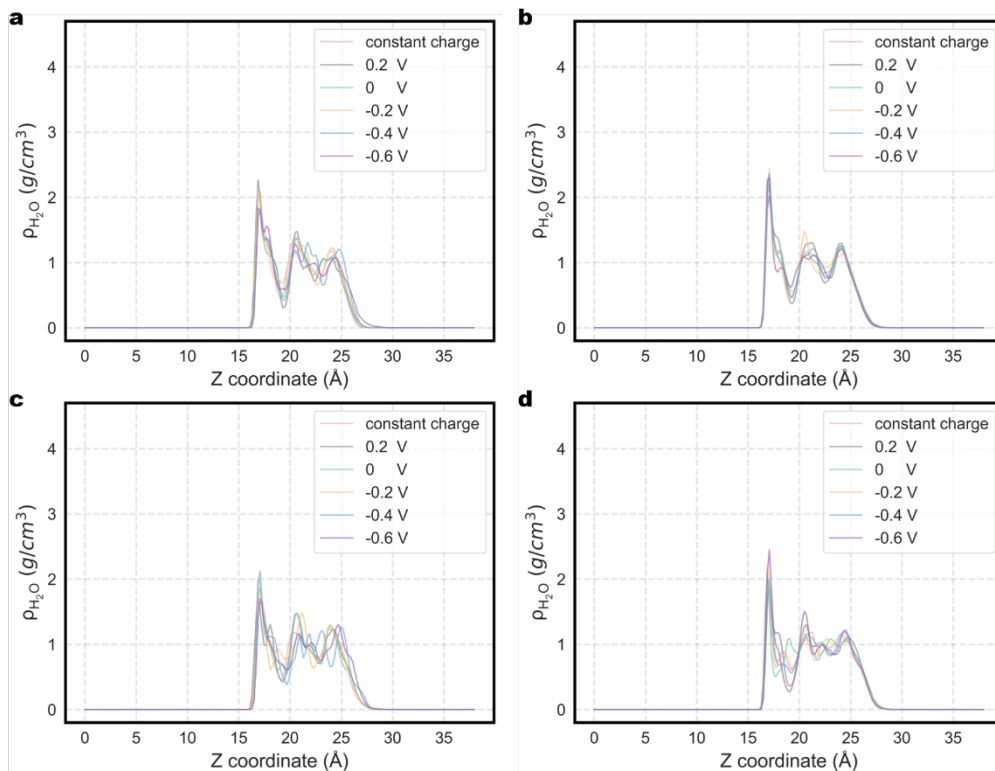 a
ρH₂O (g/cm³)
4
3
2
1
0
constant charge
0.2 V
0 V
-0.2 V
-0.4 V
-0.6 V
0 5 10 15 20 25 30 35
Z coordinate (Å)
b
ρH₂O (g/cm³)
4
3
2
1
0
constant charge
0.2 V
0 V
-0.2 V
-0.4 V
-0.6 V
0 5 10 15 20 25 30 35
Z coordinate (Å)
c
ρH₂O (g/cm³)
4
3
2
1
0
constant charge
0.2 V
0 V
-0.2 V
-0.4 V
-0.6 V
0 5 10 15 20 25 30 35
Z coordinate (Å)
d
ρH₂O (g/cm³)
4
3
2
1
0
constant charge
0.2 V
0 V
-0.2 V
-0.4 V
-0.6 V
0 5 10 15 20 25 30 35
Z coordinate (Å)